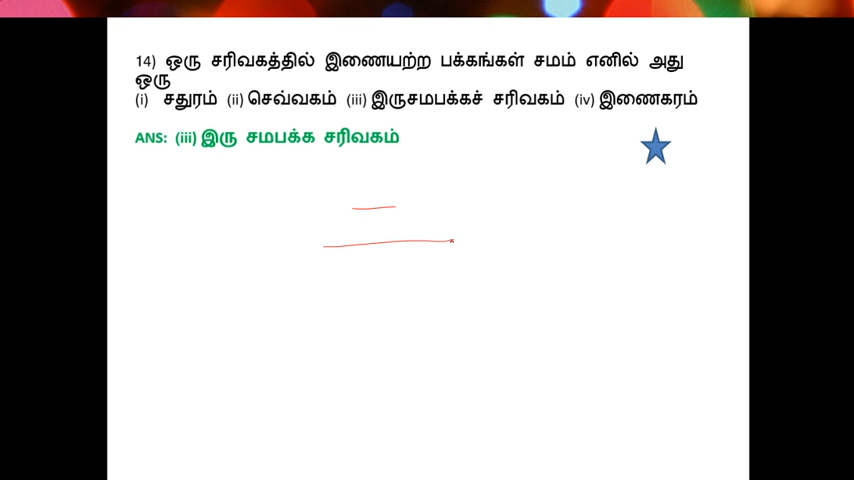 14) ஒரு சரிவகத்தில் இணையற்ற பக்கங்கள் சமம் எனில் அது
ஒரு
(i) சதுரம் (ii) செவ்வகம் (iii) இருசமபக்கச் சரிவகம் (iv) இணைகரம்
ANS: (iii) இரு சமபக்க சரிவகம்